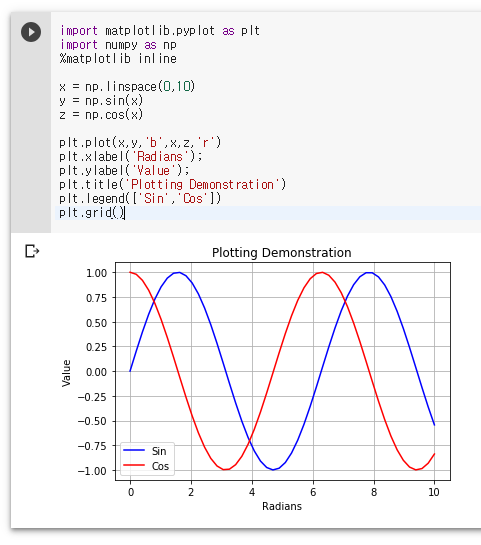 import matplotlib.pyplot as plt
import numpy as np
%matplotlib inline
x = np.linspace(0,10)
y = np.sin(x)
z = np.cos(x)
plt.plot(x,y,'b',x,z,'r')
plt.xlabel('Radians');
plt.ylabel('Value');
plt.title('Plotting Demonstration')
plt.legend(['Sin','Cos'])
plt.grid()
Plotting Demonstration
1.00
0.75
0.50
0.25
0.00
−0.25
−0.50
−0.75
−1.00
Value
Sin
Cos
0 2 4 6 8 10
Radians